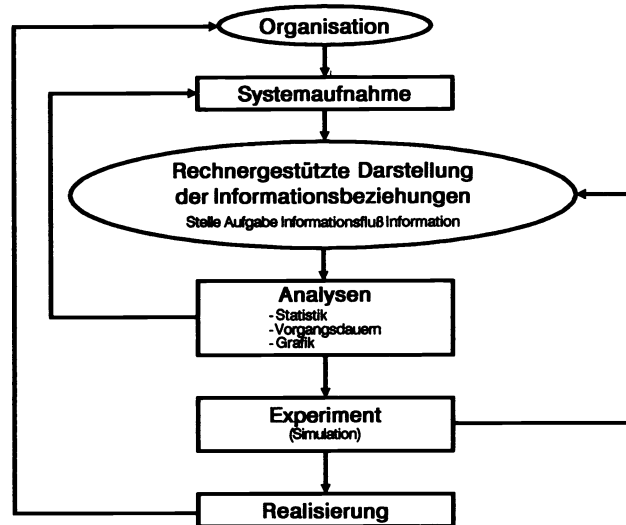 Organisation
Systemaufnahme
Rechnergestützte Darstellung
der Informationsbeziehungen
Stelle Aufgabe Informationsfluß Information
Analysen
- Statistik
- Vorgangsdauern
- Grafik
Experiment
(Simulation)
Realisierung